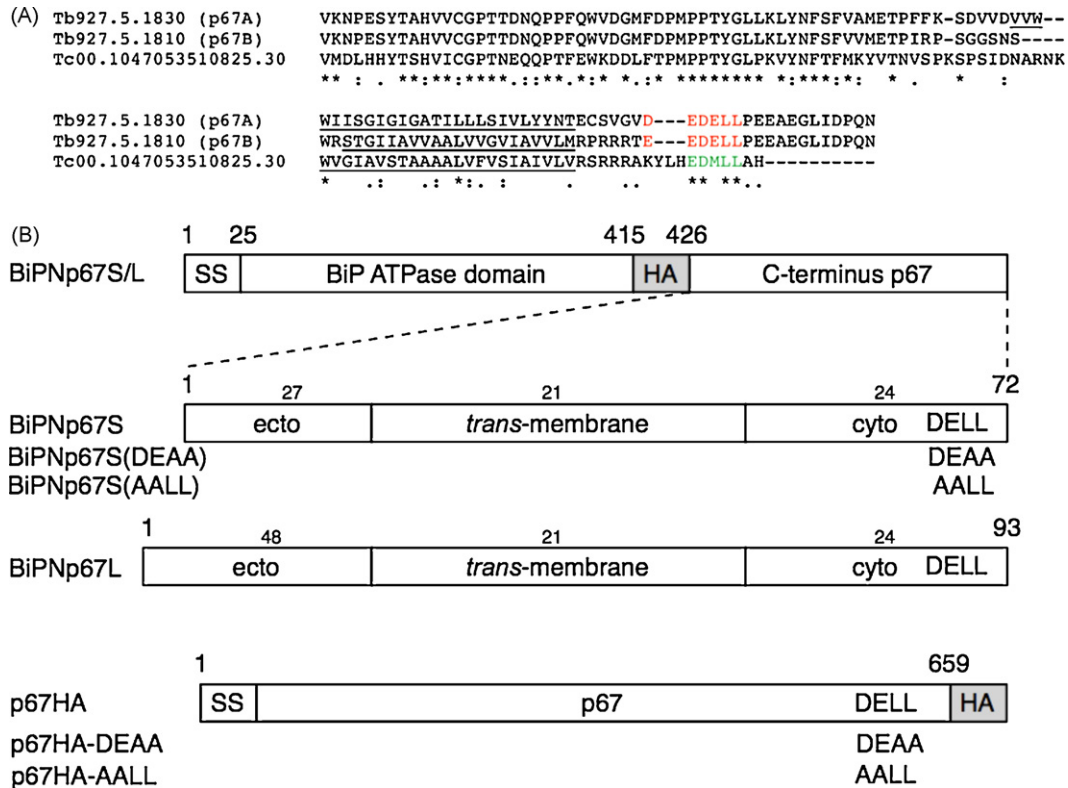 (A)
Tb927.5.1830 (p67A) VKNPESYTAHVVCGPTTDNQPPFQWVDGMFDPMPPTYGLLKLYNFSFVAMETPFFK-SDVVDVVW--
Tb927.5.1810 (p67B) VKNPESYTAHVVCGPTTDNQPPFQWVDGMFDPMPPTYGLLKLYNFSFVVMETPIRP-SGGSNS----
Tc00.1047053510825.30 VMDLHHYTSHVICGPTNEQQPTFEWKDDLFTPMPPTYGLPKVYNFTFMKYVTNVSPKSPSIDNARNK
** : . **:**:****. :**.*:* *.:* ********* *:***:*: * . * :
Tb927.5.1830 (p67A) WIISGIGIGATILLLSIVLYYNTECSVGVD---EDELLPEEAEGLIDPQN
Tb927.5.1810 (p67B) WRSTGIIAVVAALVVGVIAVVLMRPRRRTE---EDELLPEEAEGLIDPQN
Tc00.1047053510825.30 WVGIAVSTAAAALVFVSIAVLVRSRRRAKYLHEDMLLAH----------
* .: .:*:. : . .. ** **..
(B)
1 25 415 426
BiPNp67S/L SS BiP ATPase domain HA C-terminus p67
1 27 21 24 72
BiPNp67S ecto trans-membrane cyto DELL
BiPNp67S(DEAA) DEAA
BiPNp67S(AALL) AALL
1 48 21 24 93
BiPNp67L ecto trans-membrane cyto DELL
1 659
p67HA SS p67 DELL HA
p67HA-DEAA DEAA
p67HA-AALL AALL